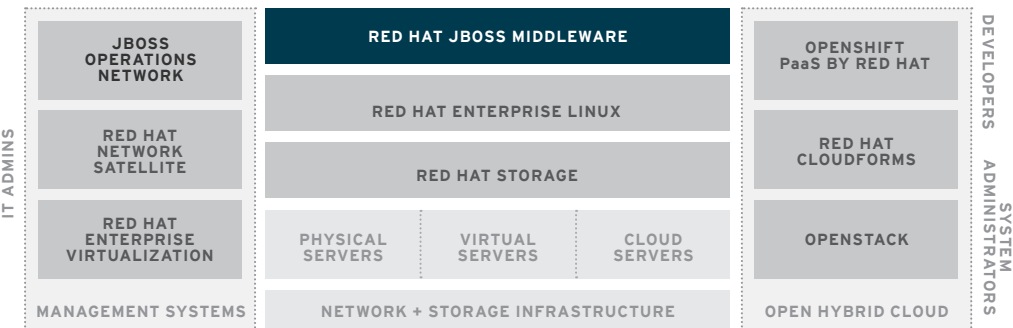 IT ADMINS
JBOSS
OPERATIONS
NETWORK
RED HAT
NETWORK
SATELLITE
RED HAT
ENTERPRISE
VIRTUALIZATION
MANAGEMENT SYSTEMS
RED HAT JBOSS MIDDLEWARE
RED HAT ENTERPRISE LINUX
RED HAT STORAGE
PHYSICAL
SERVERS
VIRTUAL
SERVERS
CLOUD
SERVERS
NETWORK + STORAGE INFRASTRUCTURE
OPENSHIFT
PaaS BY RED HAT
RED HAT
CLOUDFORMS
OPENSTACK
OPEN HYBRID CLOUD
DEVELOPERS
SYSTEM
ADMINISTRATORS